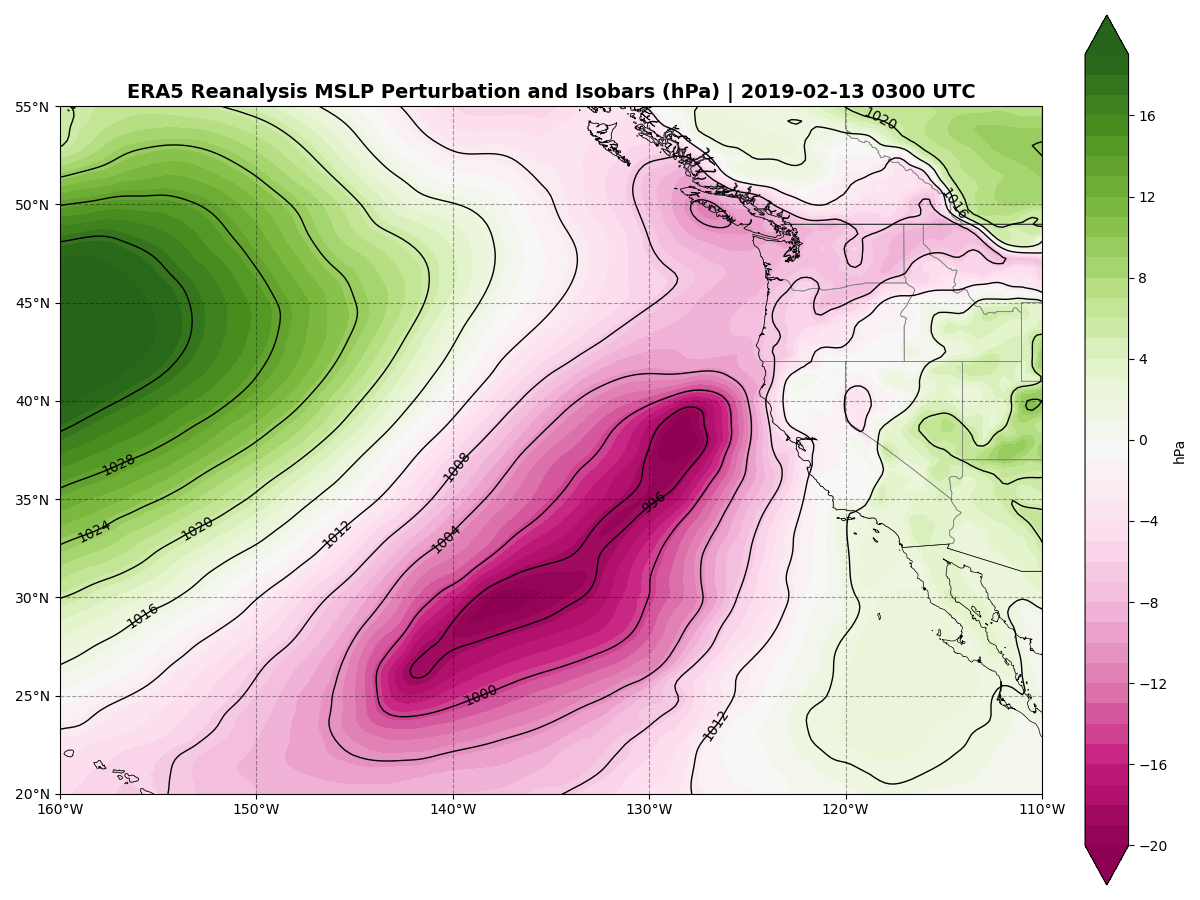 ERA5 Reanalysis MSLP Perturbation and Isobars (hPa) | 2019-02-13 0300 UTC
55°N
50°N
45°N
40°N
35°N
30°N
25°N
20°N
160°W
150°W
140°W
130°W
120°W
110°W
1020
1016
1028
1024
1020
1016
1012
1008
1004
996
1000
1012
16
12
8
4
0
−4
−8
−12
−16
−20
hPa